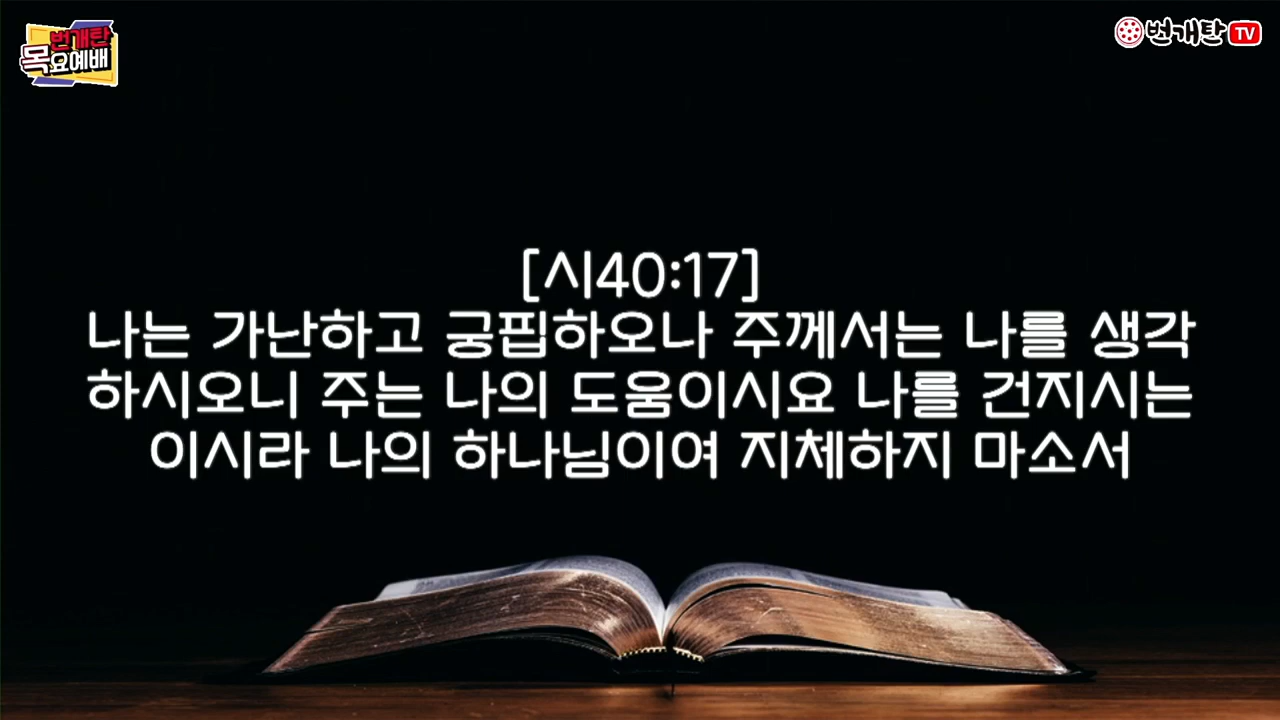 번개탄
목요예배
번개탄 TV
[시40:17]
나는 가난하고 궁핍하오나 주께서는 나를 생각
하시오니 주는 나의 도움이시요 나를 건지시는
이시라 나의 하나님이여 지체하지 마소서